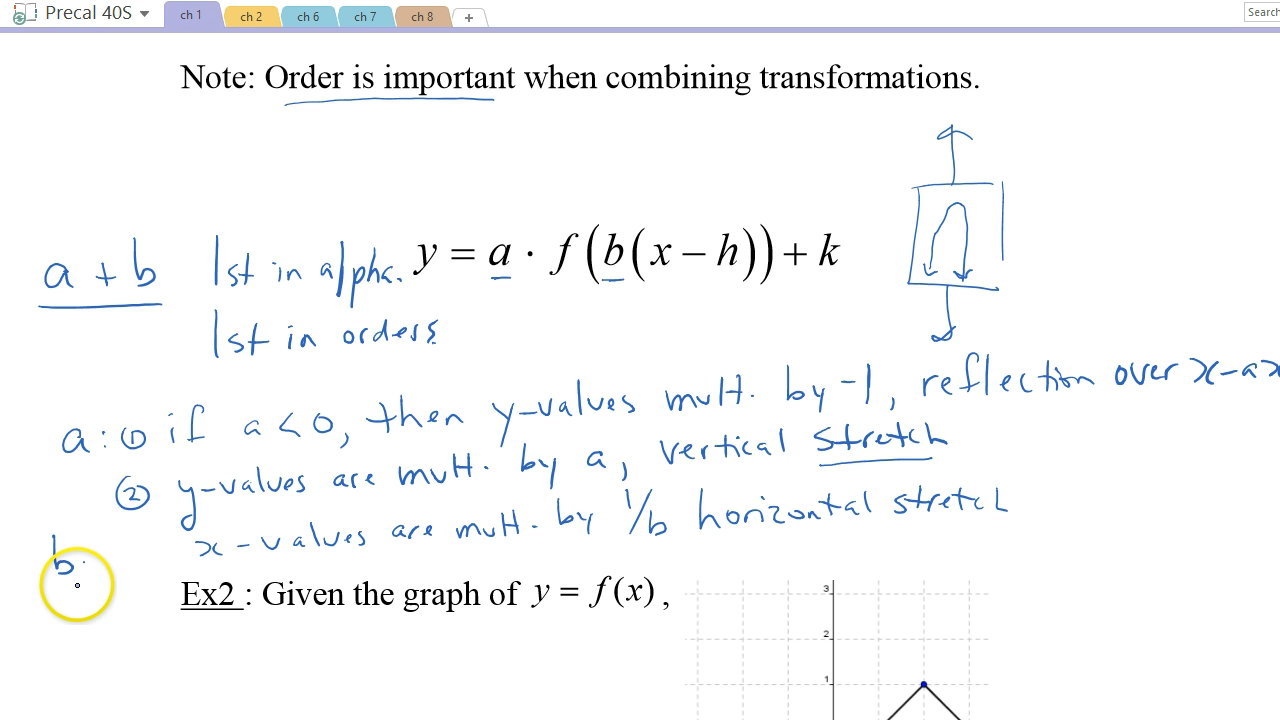 Precal 40S ch 1 ch 2 ch 6 ch 7 ch 8 +
Search
Note: Order is important when combining transformations.
y = a · f(b(x − h)) + k
a + b 1st in alpha.
1st in orders
a: ① if a < 0, then y-values mult. by -1, reflection over x-ax
② y-values are mult. by a, vertical stretch
b: x-values are mult. by 1/b horizontal stretch
Ex2 : Given the graph of y = f(x),
3
2
1